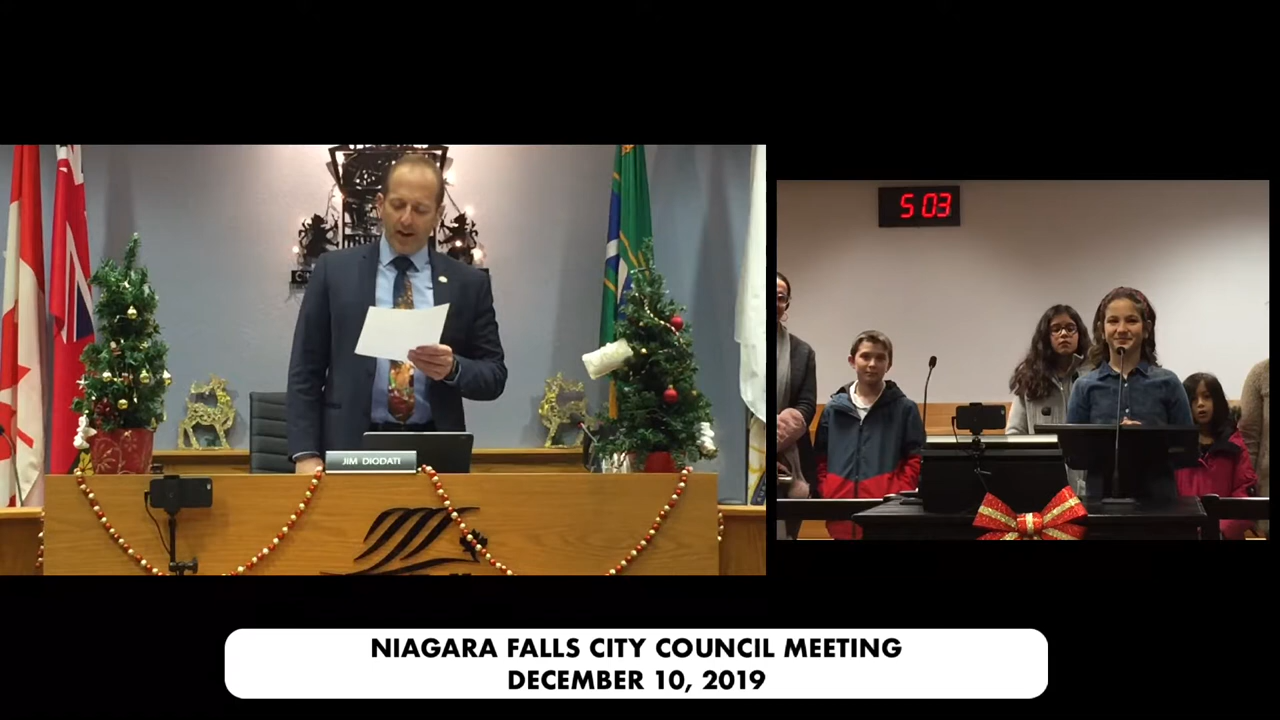 5 03
JIM DIODATI
NIAGARA FALLS CITY COUNCIL MEETING
DECEMBER 10, 2019